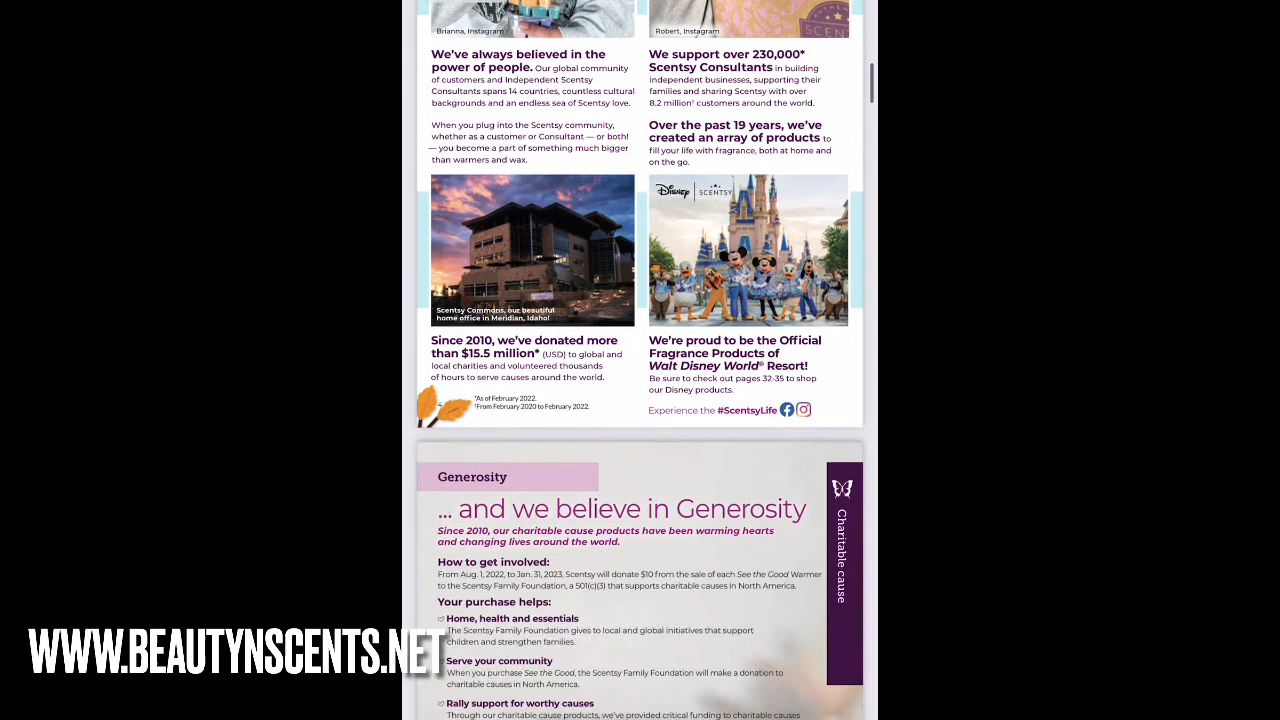 Brianna, Instagram
Robert, Instagram
We've always believed in the
power of people. Our global community
of customers and Independent Scentsy
Consultants spans 14 countries, countless cultural
backgrounds and an endless sea of Scentsy love.
When you plug into the Scentsy community,
whether as a customer or Consultant — or both!
— you become a part of something much bigger
than warmers and wax.
We support over 230,000*
Scentsy Consultants in building
independent businesses, supporting their
families and sharing Scentsy with over
8.2 million† customers around the world.
Over the past 19 years, we've
created an array of products to
fill your life with fragrance, both at home and
on the go.
Scentsy Commons, our beautiful
home office in Meridian, Idaho!
Disney | SCENTSY
Since 2010, we've donated more
than $15.5 million* (USD) to global and
local charities and volunteered thousands
of hours to serve causes around the world.
4
*As of February 2022.
†From February 2020 to February 2022.
We're proud to be the Official
Fragrance Products of
Walt Disney World® Resort!
Be sure to check out pages 32-35 to shop
our Disney products.
Experience the #ScentsyLife
Generosity
... and we believe in Generosity
Since 2010, our charitable cause products have been warming hearts
and changing lives around the world.
How to get involved:
From Aug. 1, 2022, to Jan. 31, 2023, Scentsy will donate $10 from the sale of each See the Good Warmer
to the Scentsy Family Foundation, a 501(c)(3) that supports charitable causes in North America.
Your purchase helps:
Home, health and essentials
The Scentsy Family Foundation gives to local and global initiatives that support
children and strengthen families.
Serve your community
When you purchase See the Good, the Scentsy Family Foundation will make a donation to
charitable causes in North America.
Rally support for worthy causes
Through our charitable cause products, we've provided critical funding to charitable causes
Charitable cause
WWW.BEAUTYNSCENTS.NET